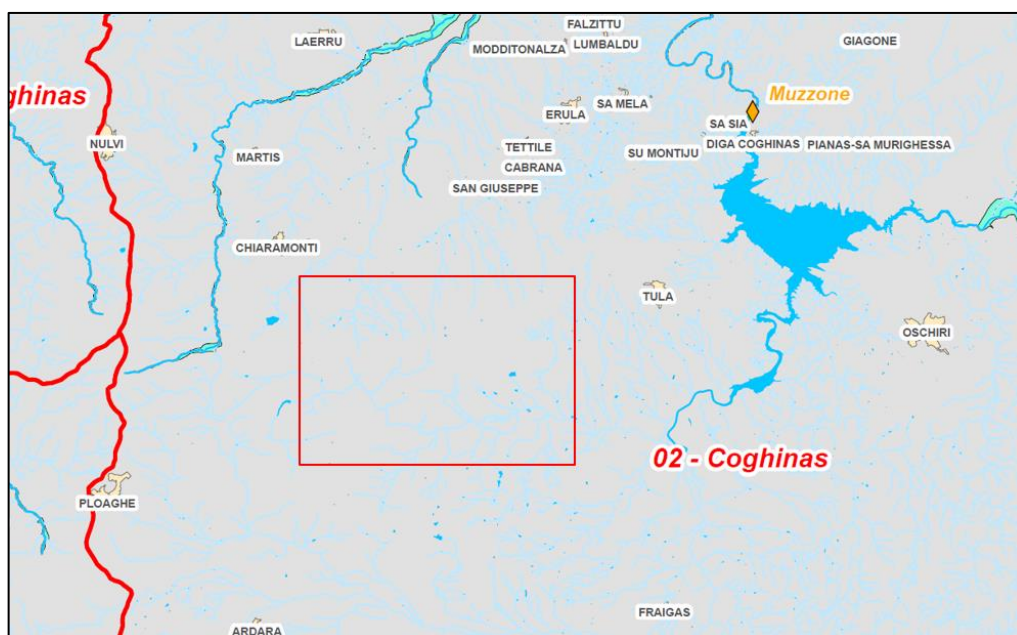 FALZITTU
LAERRU
MODDITONALZA
LUMBALDU
GIAGONE
ghinas
Muzzone
SA MELA
ERULA
SA SIA
NULVI
TETTILE
DIGA COGHINAS
PIANAS-SA MURIGHESSA
MARTIS
SU MONTIJU
CABRANA
SAN GIUSEPPE
CHIARAMONTI
TULA
OSCHIRI
02 - Coghinas
PLOAGHE
FRAIGAS
ARDARA